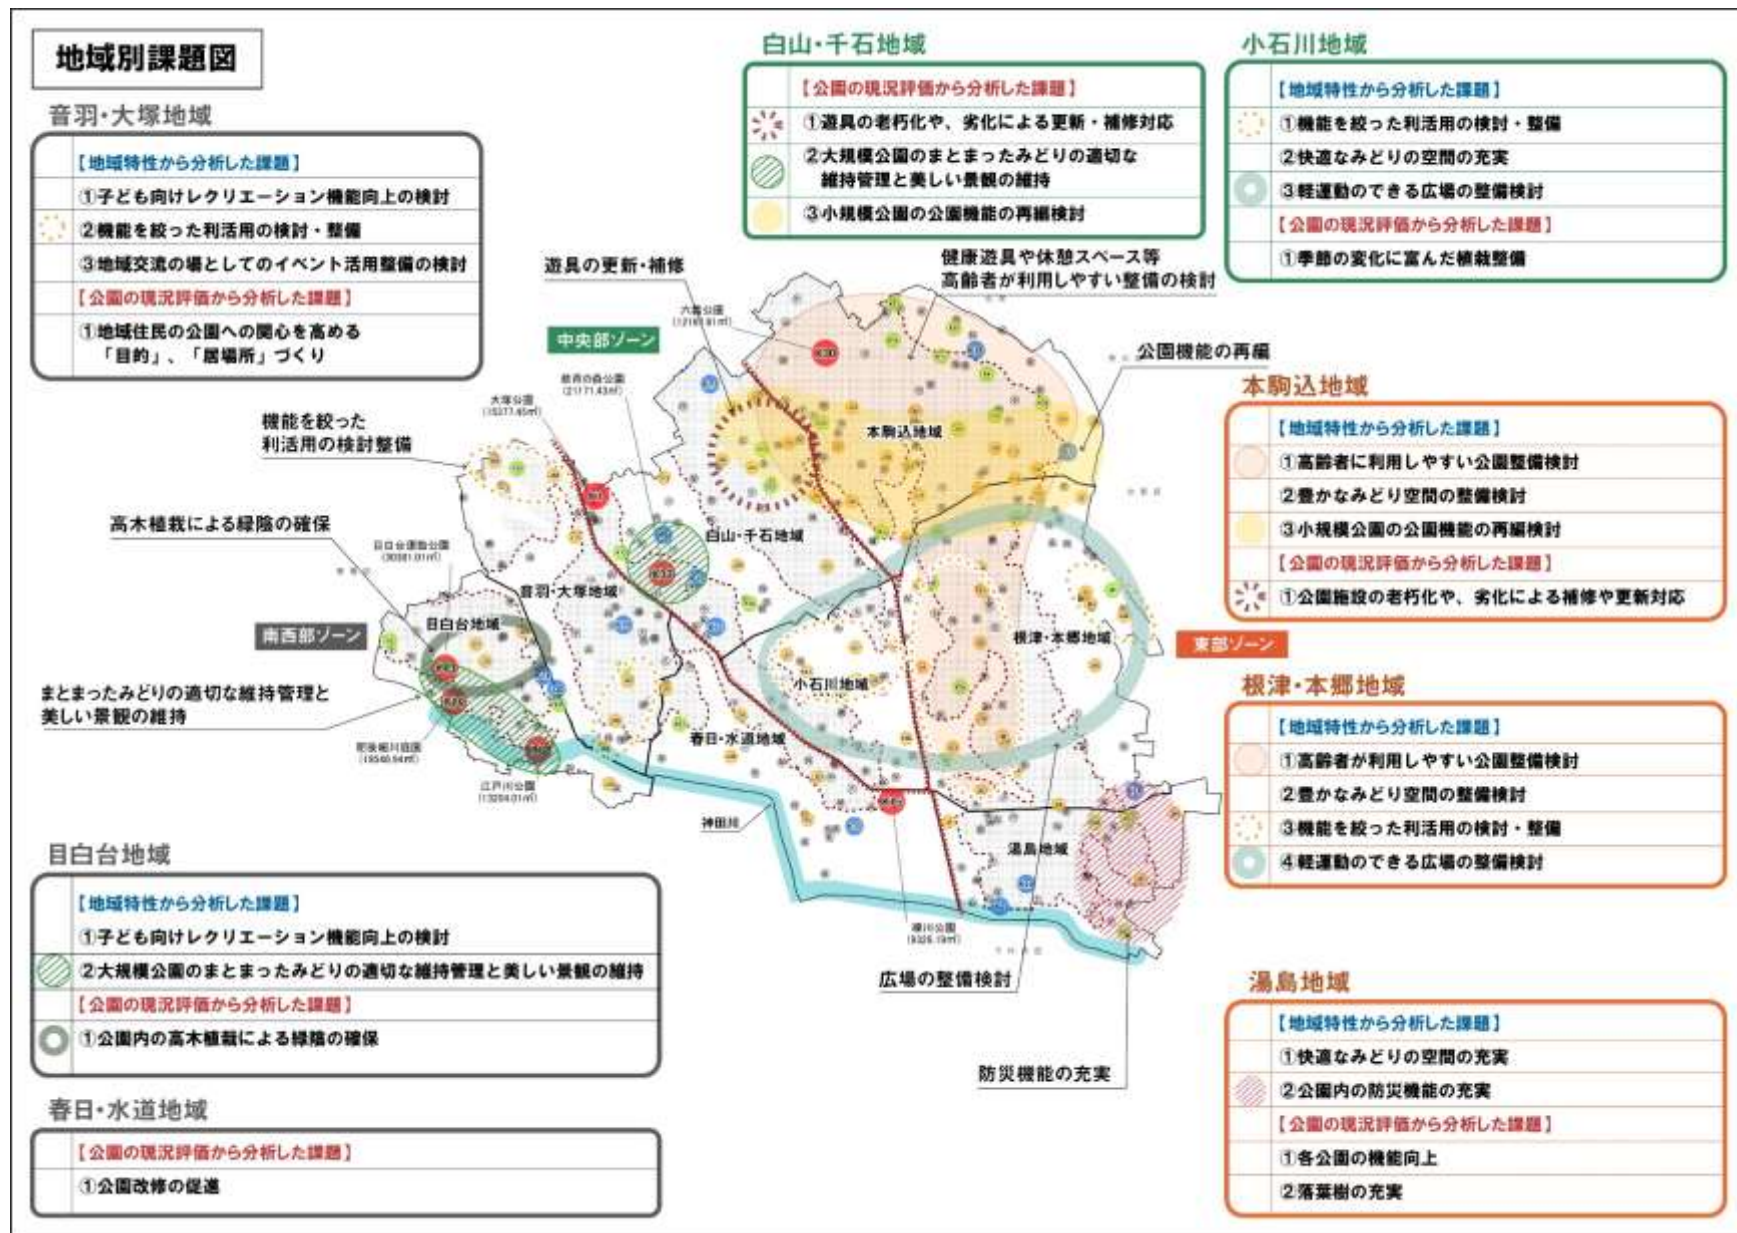 地域別課題図
音羽・大塚地域
【地域特性から分析した課題】
①子ども向けレクリエーション機能向上の検討
②機能を絞った利活用の検討・整備
③地域交流の場としてのイベント活用整備の検討
【公園の現況評価から分析した課題】
①地域住民の公園への関心を高める
「目的」、「居場所」づくり
白山・千石地域
【公園の現況評価から分析した課題】
①遊具の老朽化や、劣化による更新・補修対応
②大規模公園のまとまったみどりの適切な
維持管理と美しい景観の維持
③小規模公園の公園機能の再編検討
小石川地域
【地域特性から分析した課題】
①機能を絞った利活用の検討・整備
②快適なみどりの空間の充実
③軽運動のできる広場の整備検討
【公園の現況評価から分析した課題】
①季節の変化に富んだ植栽整備
遊具の更新・補修
健康遊具や休憩スペース等
高齢者が利用しやすい整備の検討
中央部ゾーン
公園機能の再編
大塚公園
機能を絞った
利活用の検討整備
本駒込地域
高木植栽による緑陰の確保
目白台運動公園
白山・千石地域
音羽・大塚地域
目白台地域
南西部ゾーン
根津・本郷地域
東部ゾーン
小石川地域
まとまったみどりの適切な維持管理と
美しい景観の維持
春日・水道地域
肥後細川庭園
江戸川公園
神田川
湯島地域
礫川公園
広場の整備検討
防災機能の充実
本駒込地域
【地域特性から分析した課題】
①高齢者に利用しやすい公園整備検討
②豊かなみどり空間の整備検討
③小規模公園の公園機能の再編検討
【公園の現況評価から分析した課題】
①公園施設の老朽化や、劣化による補修や更新対応
根津・本郷地域
【地域特性から分析した課題】
①高齢者が利用しやすい公園整備検討
②豊かなみどり空間の整備検討
③機能を絞った利活用の検討・整備
④軽運動のできる広場の整備検討
目白台地域
【地域特性から分析した課題】
①子ども向けレクリエーション機能向上の検討
②大規模公園のまとまったみどりの適切な維持管理と美しい景観の維持
【公園の現況評価から分析した課題】
①公園内の高木植栽による緑陰の確保
湯島地域
【地域特性から分析した課題】
①快適なみどりの空間の充実
②公園内の防災機能の充実
【公園の現況評価から分析した課題】
①各公園の機能向上
②落葉樹の充実
春日・水道地域
【公園の現況評価から分析した課題】
①公園改修の促進